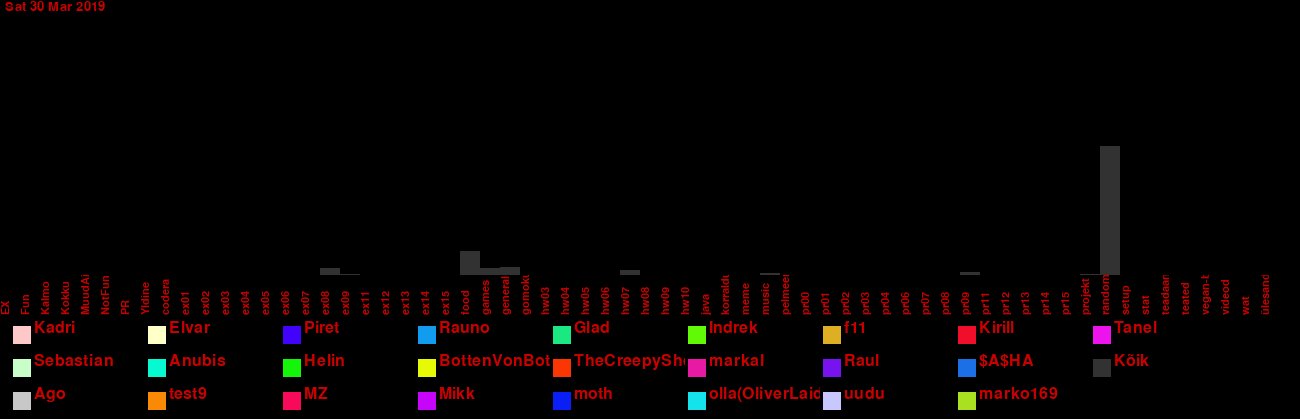 Sat 30 Mar 2019
EX Fun Kalmo Kokku MuudAi NotFun PR Yldine codera ex01 ex02 ex03 ex04 ex05 ex06 ex07 ex08 ex09 ex11 ex12 ex13 ex14 ex15 food games general gomoku hw03 hw04 hw05 hw06 hw07 hw08 hw09 hw10 java korraldu meme music pelmeen pr00 pr01 pr02 pr03 pr04 pr05 pr06 pr07 pr08 pr09 pr11 pr12 pr13 pr14 pr15 projekt random setup stat teadaan teated vegan-t videod wat ülesand
Kadri Elvar Piret Rauno Glad Indrek f11 Kirill Tanel
Sebastian Anubis Helin BottenVonBot TheCreepyShe markal Raul $A$HA Köik
Ago test9 MZ Mikk moth olla(OliverLaid uudu marko169